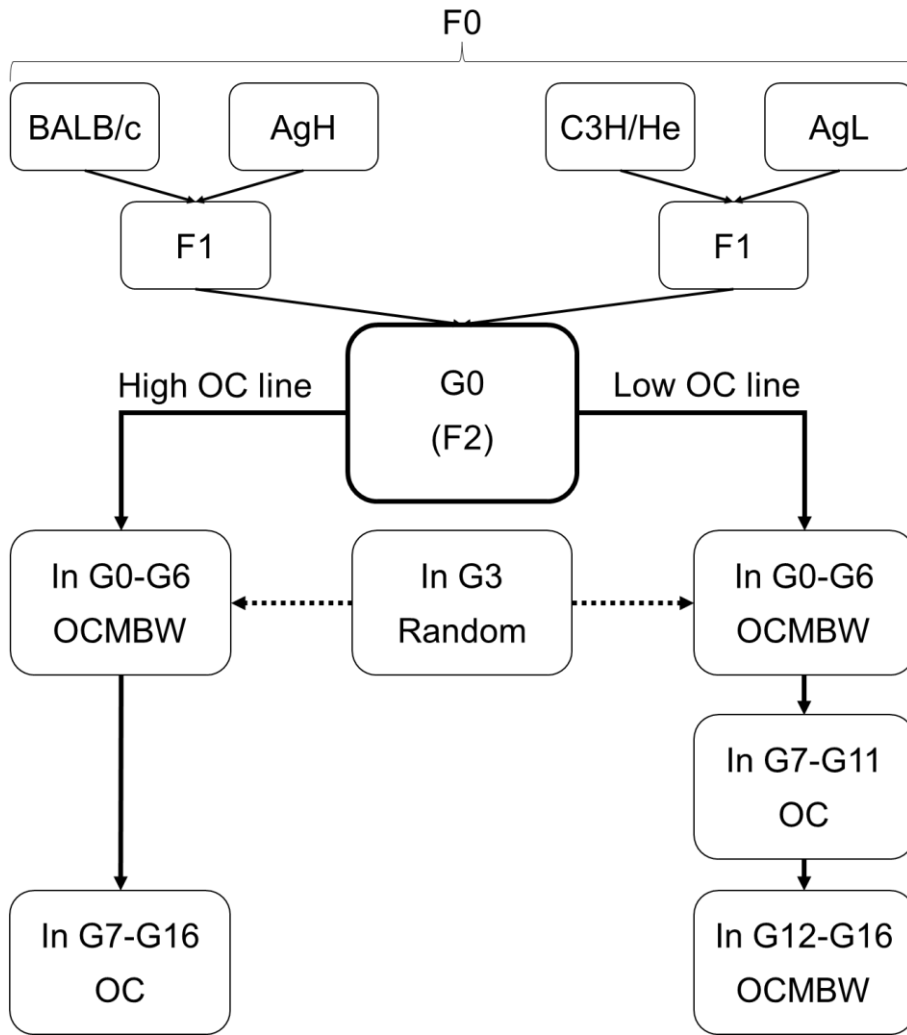 F0
BALB/c
AgH
C3H/He
AgL
F1
F1
High OC line
G0
(F2)
Low OC line
In G0-G6
OCMBW
In G3
Random
In G0-G6
OCMBW
In G7-G11
OC
In G7-G16
OC
In G12-G16
OCMBW